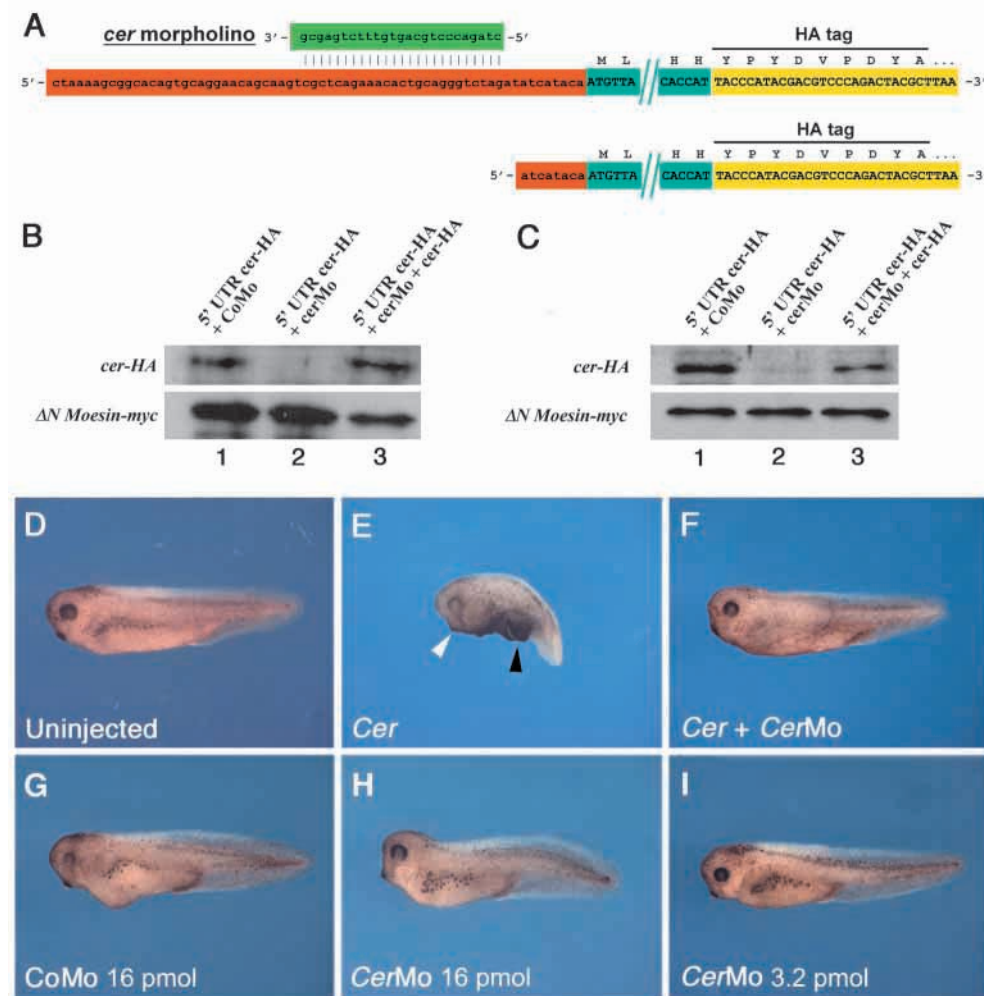 A
cer morpholino
3'- gcgagtctttgtgacgtcccagatc -5'
HA tag
M L H H Y P Y D V P D Y A ...
5'- ctaaaagcggcacagtgcaggaacagcaagtcgctcagaaacactgcagggtctagatatcataca ATGTTA CACCAT TACCCATACGACGTCCCAGACTACGCTTAA -3'
HA tag
M L H H Y P Y D V P D Y A ...
5'- atcataca ATGTTA CACCAT TACCCATACGACGTCCCAGACTACGCTTAA -3'
B
5' UTR cer-HA
+ CoMo
5' UTR cer-HA
+ cerMo
5' UTR cer-HA
+ cerMo + cer-HA
cer-HA
ΔN Moesin-myc
1 2 3
C
5' UTR cer-HA
+ CoMo
5' UTR cer-HA
+ cerMo
5' UTR cer-HA
+ cerMo + cer-HA
cer-HA
ΔN Moesin-myc
1 2 3
D
Uninjected
E
Cer
F
Cer + CerMo
G
CoMo 16 pmol
H
CerMo 16 pmol
I
CerMo 3.2 pmol